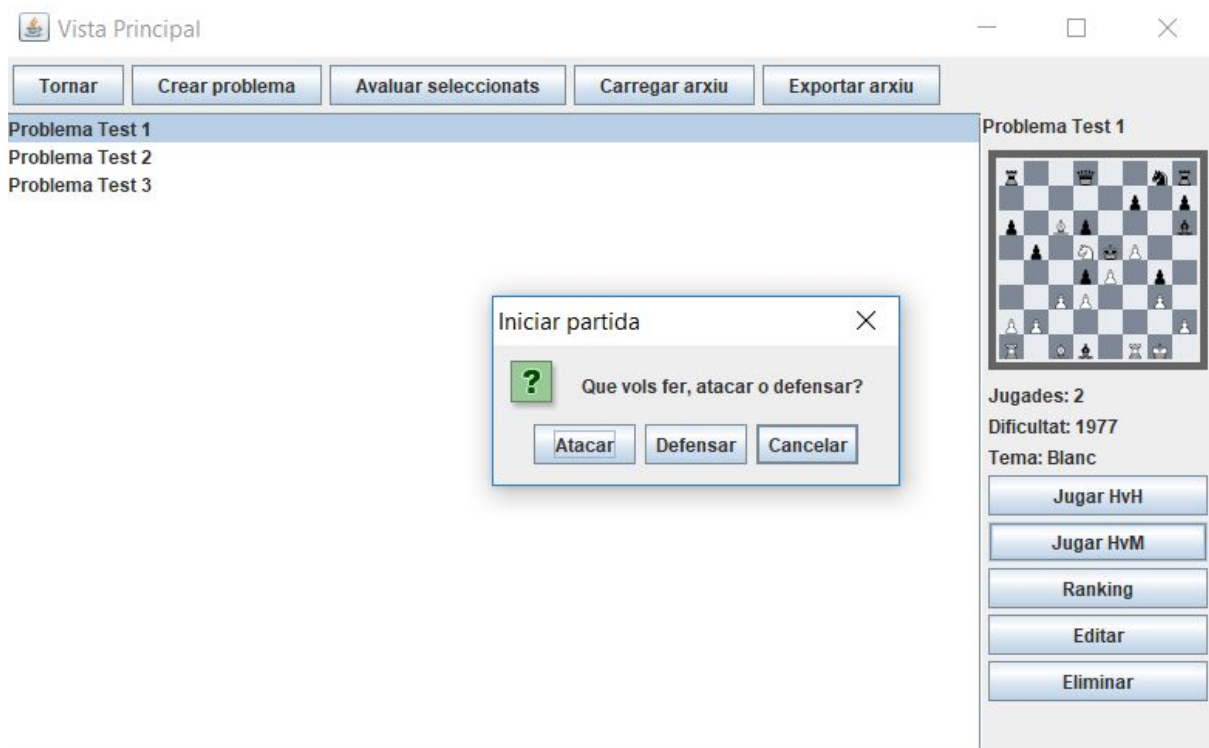 Vista Principal
Tornar Crear problema Avaluar seleccionats Carregar arxiu Exportar arxiu
Problema Test 1
Problema Test 2
Problema Test 3
Problema Test 1
Jugades: 2
Dificultat: 1977
Tema: Blanc
Jugar HvH
Jugar HvM
Ranking
Editar
Eliminar
Iniciar partida
? Que vols fer, atacar o defensar?
Atacar Defensar Cancelar